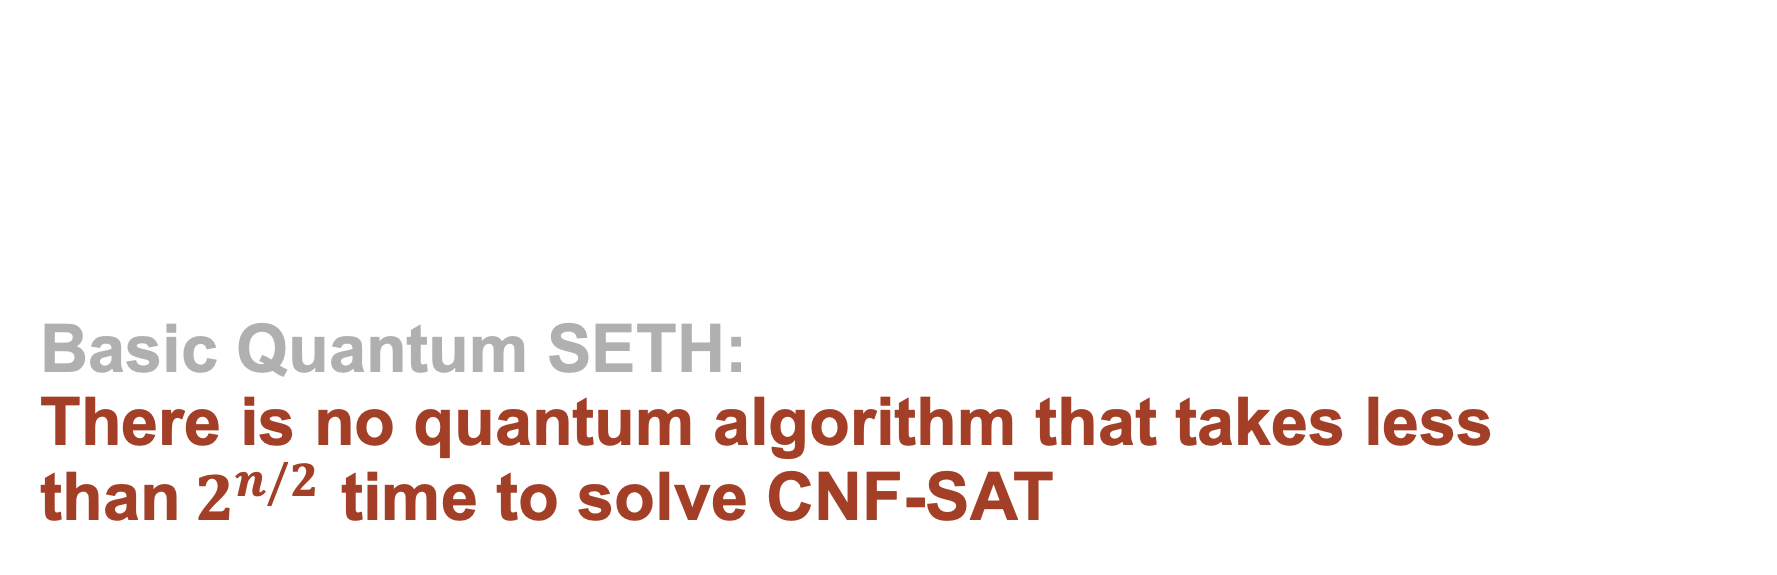 Basic Quantum SETH:
There is no quantum algorithm that takes less
than $2^{n/2}$ time to solve CNF-SAT